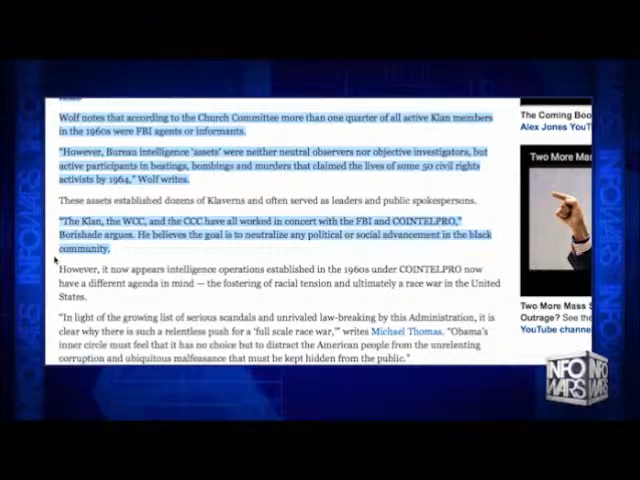 Wolf notes that according to the Church Committee more than one quarter of all active Klan members
in the 1960s were FBI agents or informants.
"However, Bureau intelligence 'assets' were neither neutral observers nor objective investigators, but
active participants in beatings, bombings and murders that claimed the lives of some 50 civil rights
activists by 1964," Wolf writes.
These assets established dozens of Klaverns and often served as leaders and public spokespersons.
"The Klan, the WCC, and the CCC have all worked in concert with the FBI and COINTELPRO,"
Borishade argues. He believes the goal is to neutralize any political or social advancement in the black
community.
However, it now appears intelligence operations established in the 1960s under COINTELPRO now
have a different agenda in mind — the fostering of racial tension and ultimately a race war in the United
States.
"In light of the growing list of serious scandals and unrivaled law-breaking by this Administration, it is
clear why there is such a relentless push for a 'full scale race war,'" writes Michael Thomas. "Obama's
inner circle must feel that it has no choice but to distract the American people from the unrelenting
corruption and ubiquitous malfeasance that must be kept hidden from the public."
The Coming Boo
Alex Jones YouT
Two More Ma
Two More Mass S
Outrage? See the
YouTube channe
INFO
WARS
INFO
WARS